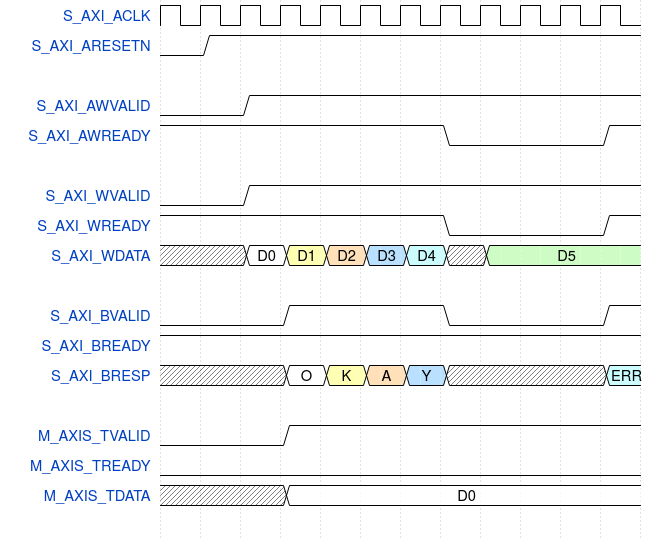 S_AXI_ACLK
S_AXI_ARESETN
S_AXI_AWVALID
S_AXI_AWREADY
S_AXI_WVALID
S_AXI_WREADY
S_AXI_WDATA D0 D1 D2 D3 D4 D5
S_AXI_BVALID
S_AXI_BREADY
S_AXI_BRESP O K A Y ERR
M_AXIS_TVALID
M_AXIS_TREADY
M_AXIS_TDATA D0